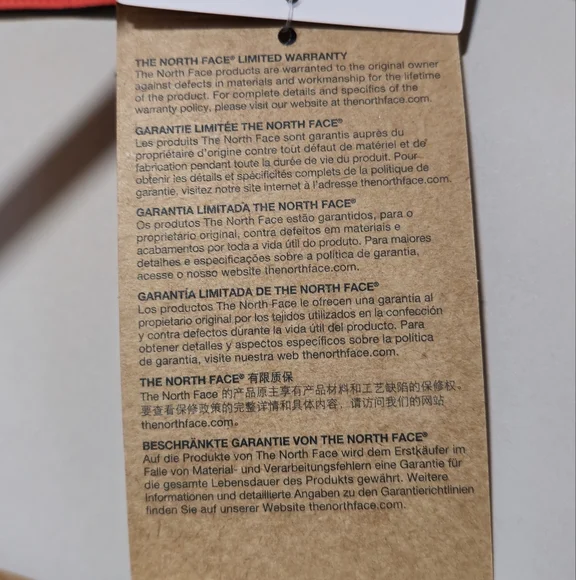 THE NORTH FACE® LIMITED WARRANTY
The North Face products are warranted to the original owner
against defects in materials and workmanship for the lifetime
of the product. For complete details and specifics of the
warranty policy, please visit our website at thenorthface.com.
GARANTIE LIMITÉE THE NORTH FACE®
Les produits The North Face sont garantis auprès du
propriétaire d'origine contre tout défaut de matériel et de
fabrication pendant toute la durée de vie du produit. Pour
obtenir les détails et spécificités complets de la politique de
garantie, visitez notre site internet à l'adresse thenorthface.com.
GARANTIA LIMITADA THE NORTH FACE®
Os produtos The North Face estão garantidos, para o
proprietário original, contra defeitos em materiais e
acabamentos por toda a vida útil do produto. Para maiores
detalhes e especificações sobre a política de garantia,
acesse o nosso website thenorthface.com.
GARANTÍA LIMITADA DE THE NORTH FACE®
Los productos The North Face le ofrecen una garantía al
propietario original por los tejidos utilizados en la confección
y contra defectos durante la vida útil del producto. Para
obtener detalles y aspectos específicos sobre la política
de garantía, visite nuestra web thenorthface.com.
THE NORTH FACE® 有限质保
The North Face 的产品原主享有产品材料和工艺缺陷的保修权。
要查看保修政策的完整详情和具体内容，请访问我们的网站
thenorthface.com。
BESCHRÄNKTE GARANTIE VON THE NORTH FACE®
Auf die Produkte von The North Face wird dem Erstkäufer im
Falle von Material- und Verarbeitungsfehlern eine Garantie für
die gesamte Lebensdauer des Produkts gewährt. Weitere
Informationen und detaillierte Angaben zu den Garantierichtlinien
finden Sie auf unserer Website thenorthface.com.